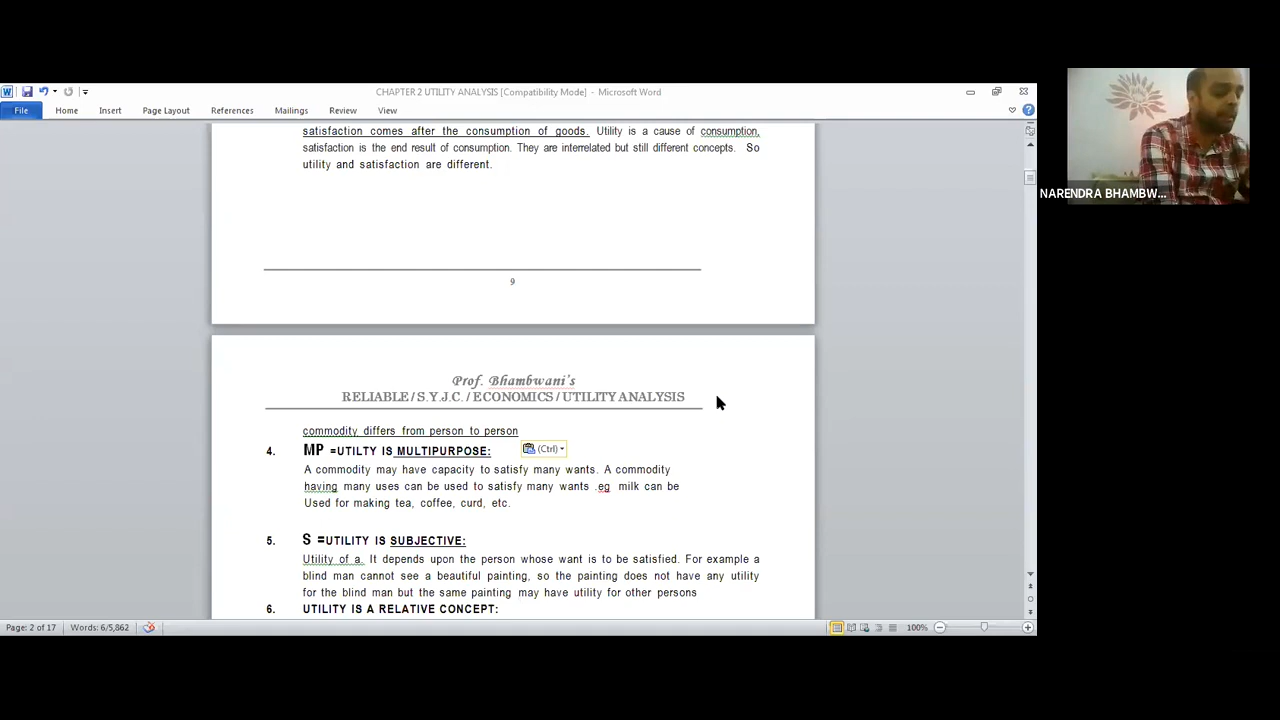 CHAPTER 2 UTILITY ANALYSIS [Compatibility Mode] - Microsoft Word
File Home Insert Page Layout References Mailings Review View
satisfaction comes after the consumption of goods. Utility is a cause of consumption,
satisfaction is the end result of consumption. They are interrelated but still different concepts. So
utility and satisfaction are different.
NARENDRA BHAMBW...
9
Prof. Bhambwani's
RELIABLE / S.Y.J.C. / ECONOMICS / UTILITY ANALYSIS
commodity differs from person to person
4. MP =UTILTY IS MULTIPURPOSE: (Ctrl)
A commodity may have capacity to satisfy many wants. A commodity
having many uses can be used to satisfy many wants .eg milk can be
Used for making tea, coffee, curd, etc.
5. S =UTILITY IS SUBJECTIVE:
Utility of a. It depends upon the person whose want is to be satisfied. For example a
blind man cannot see a beautiful painting, so the painting does not have any utility
for the blind man but the same painting may have utility for other persons
6. UTILITY IS A RELATIVE CONCEPT:
Page: 2 of 17 Words: 6/5,862 100%